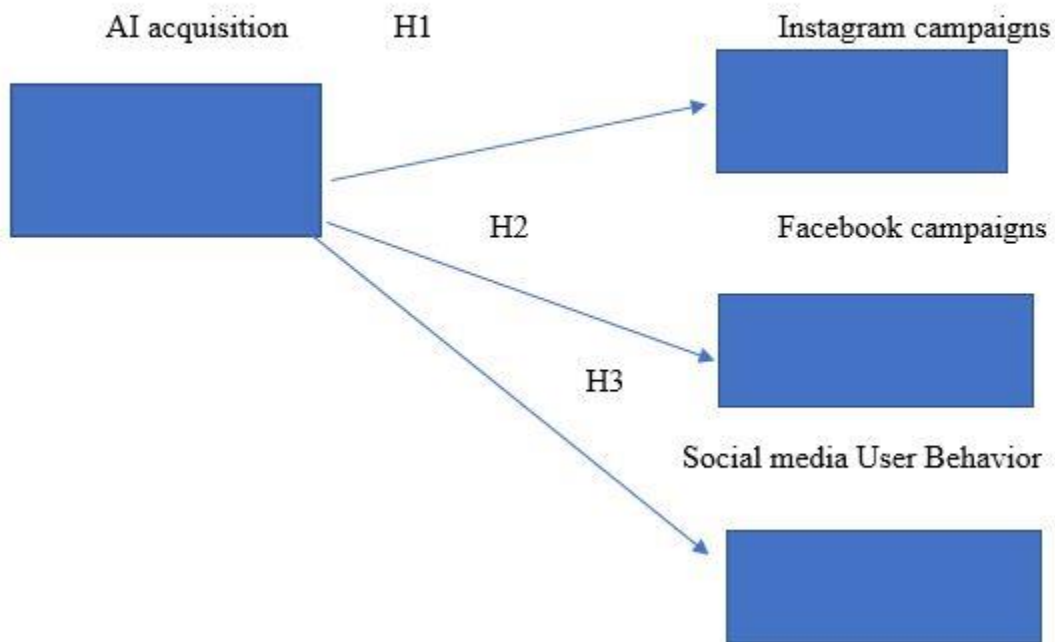 AI acquisition H1 Instagram campaigns
H2 Facebook campaigns
H3
Social media User Behavior